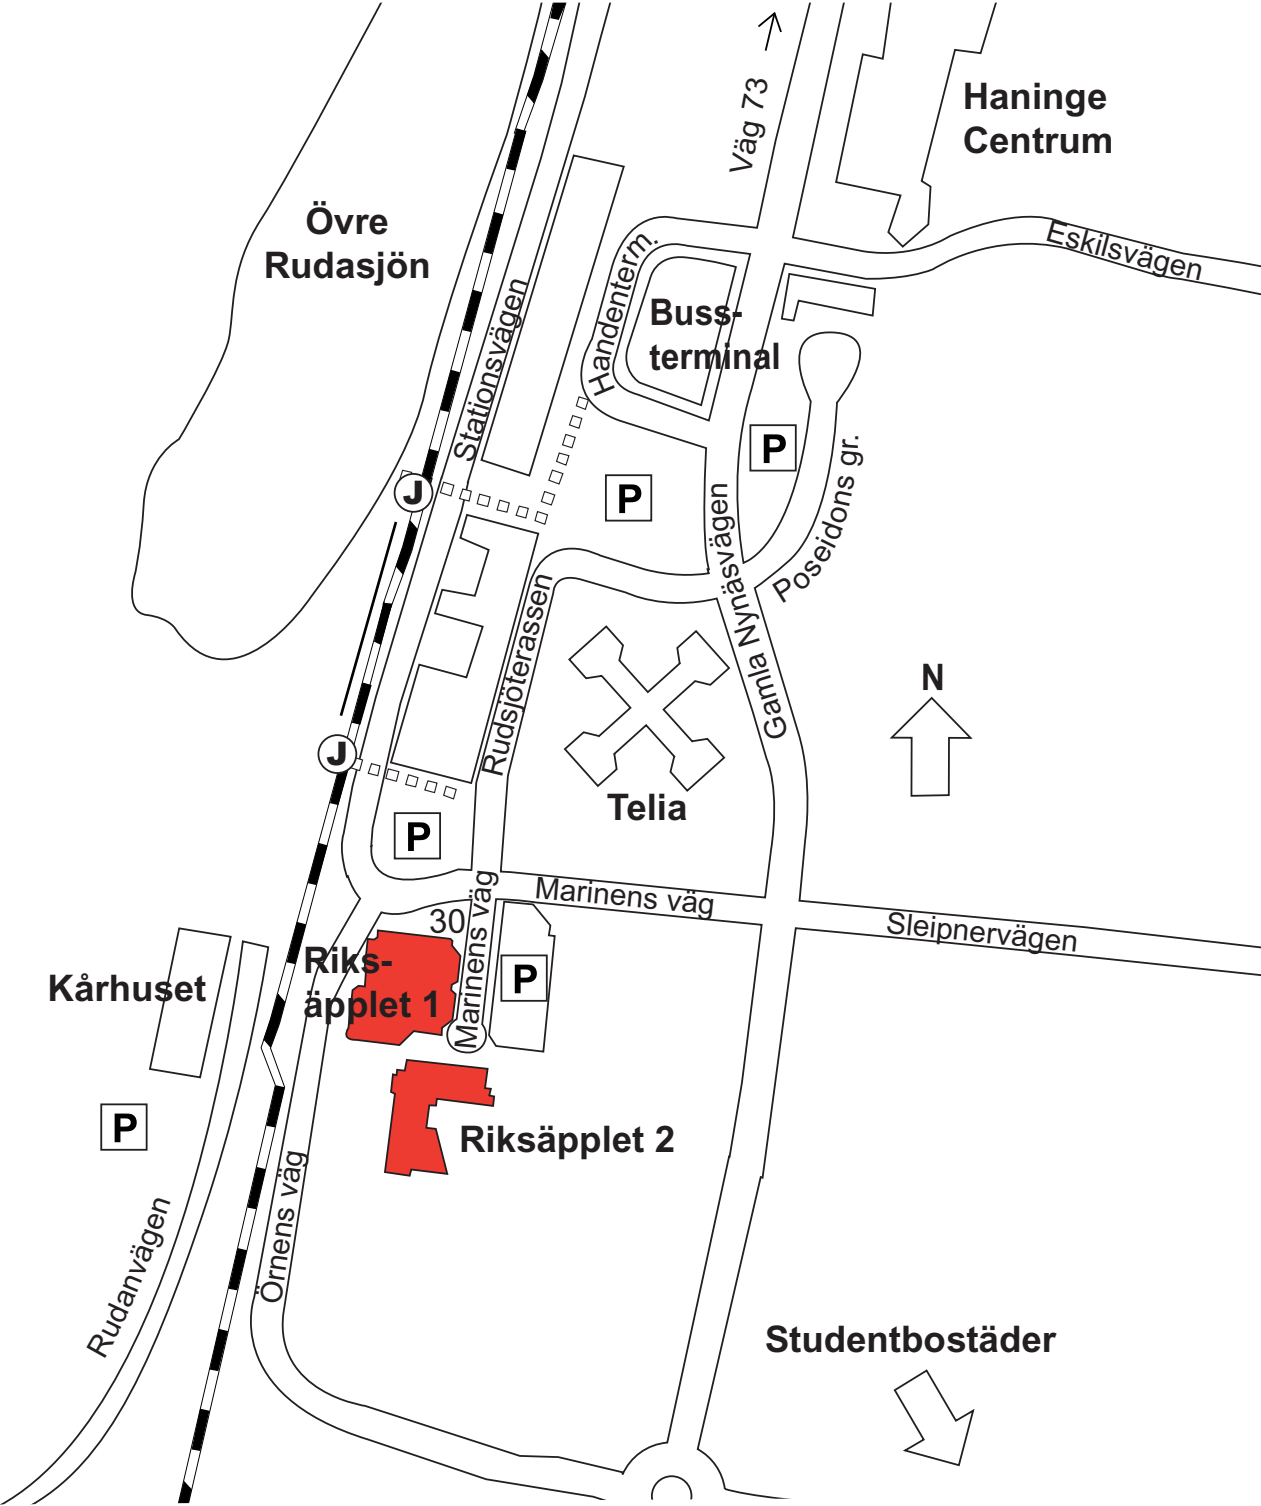 Väg 73
Haninge
Centrum
Övre
Rudasjön
Eskilsvägen
Handenterm.
Buss-
terminal
Stationsvägen
P
P
J
Poseidons gr.
Gamla Nynäsvägen
Rudsjöterassen
N
J
Telia
P
Marinens väg
30
Marinens väg
Sleipnervägen
Riks-
äpplet 1
P
Kårhuset
P
Riksäpplet 2
Örnens väg
Rudanvägen
Studentbostäder